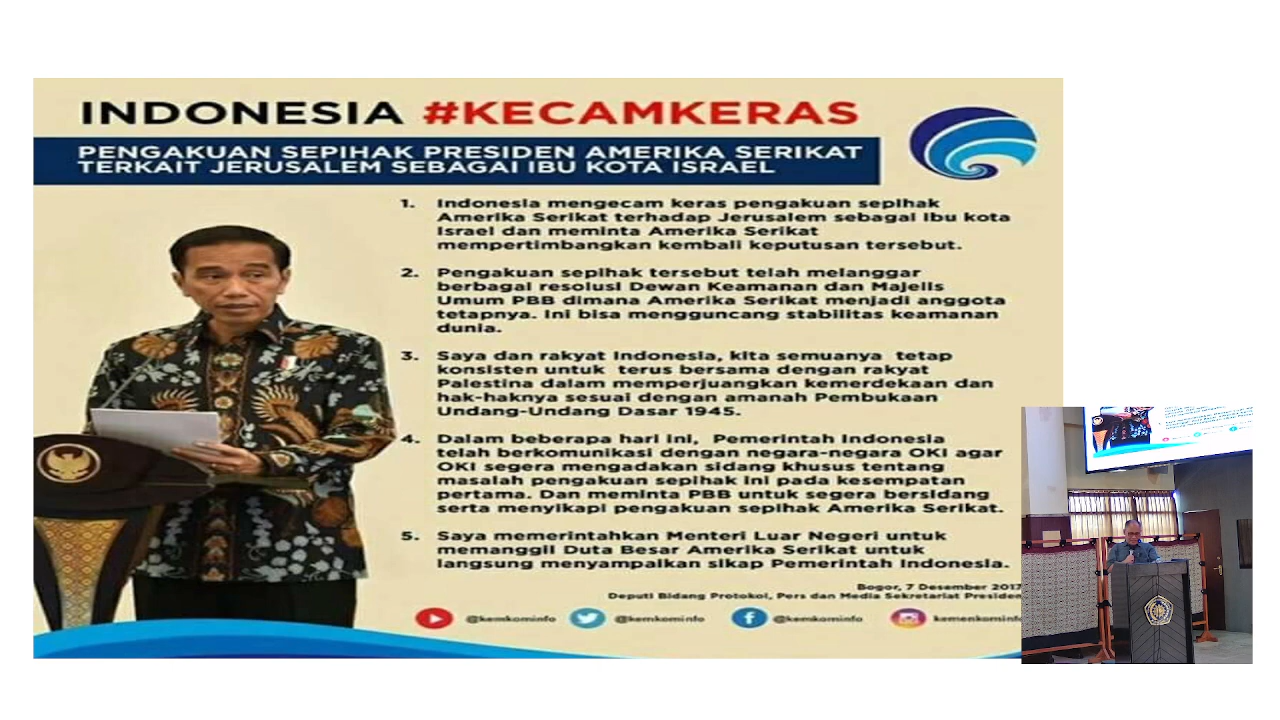 INDONESIA #KECAMKERAS
PENGAKUAN SEPIHAK PRESIDEN AMERIKA SERIKAT
TERKAIT JERUSALEM SEBAGAI IBU KOTA ISRAEL
1. Indonesia mengecam keras pengakuan sepihak
Amerika Serikat terhadap Jerusalem sebagai Ibu kota
Israel dan meminta Amerika Serikat
mempertimbangkan kembali keputusan tersebut.
2. Pengakuan sepihak tersebut telah melanggar
berbagai resolusi Dewan Keamanan dan Majelis
Umum PBB dimana Amerika Serikat menjadi anggota
tetapnya. Ini bisa mengguncang stabilitas keamanan
dunia.
3. Saya dan rakyat Indonesia, kita semuanya tetap
konsisten untuk terus bersama dengan rakyat
Palestina dalam memperjuangkan kemerdekaan dan
hak-haknya sesuai dengan amanah Pembukaan
Undang-Undang Dasar 1945.
4. Dalam beberapa hari ini, Pemerintah Indonesia
telah berkomunikasi dengan negara-negara OKI agar
OKI segera mengadakan sidang khusus tentang
masalah pengakuan sepihak ini pada kesempatan
pertama. Dan meminta PBB untuk segera bersidang
serta menyikapi pengakuan sepihak Amerika Serikat.
5. Saya memerintahkan Menteri Luar Negeri untuk
memanggil Duta Besar Amerika Serikat untuk
langsung menyampaikan sikap Pemerintah Indonesia.
Bogor, 7 Desember 2017
Deputi Bidang Protokol, Pers dan Media Sekretariat Presiden
@kemkominfo @kemkominfo @kemkominfo kemenkominfo